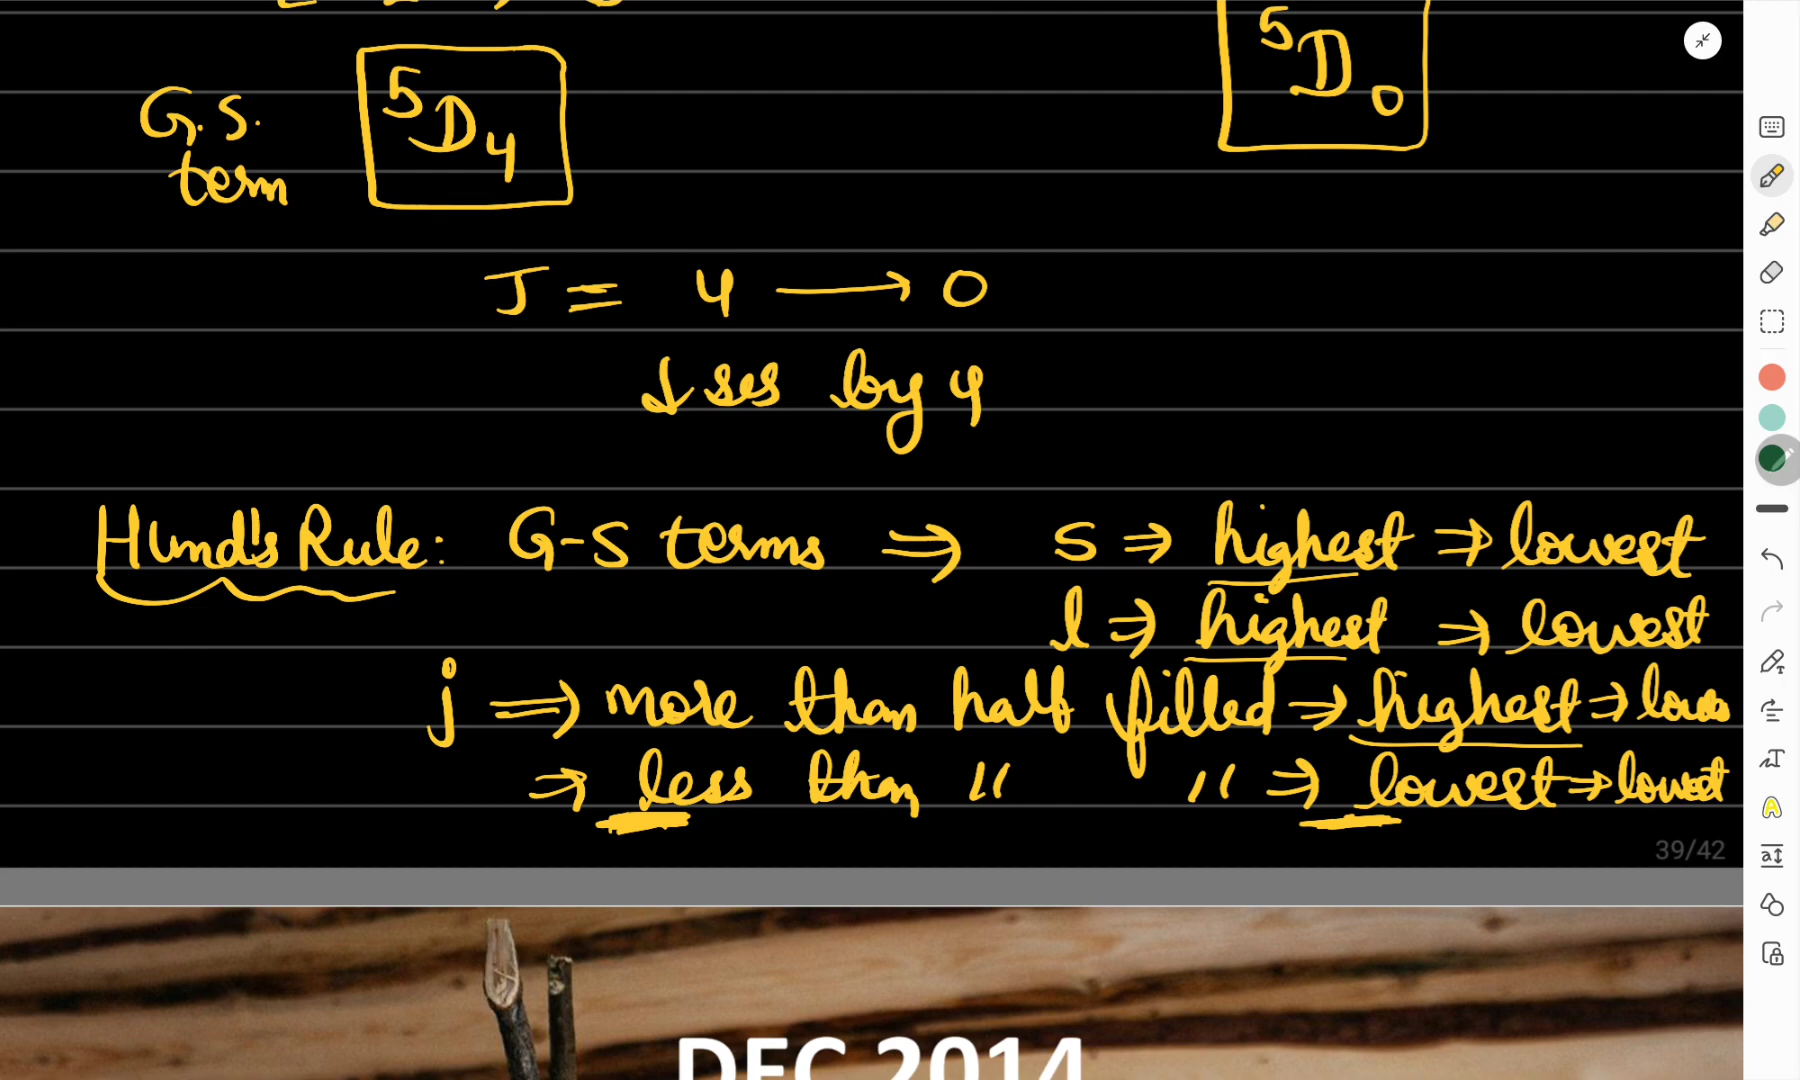 ⁵D₀
G.S. ⁵D₄
term
J = 4 → 0
↓ses by 4
Hund's Rule: G-S terms ⇒ S ⇒ highest ⇒ lowest
l ⇒ highest ⇒ lowest
j ⇒ more than half filled ⇒ highest ⇒ lowes
⇒ less than " " ⇒ lowest ⇒ lowest
39/42
DEC 2014